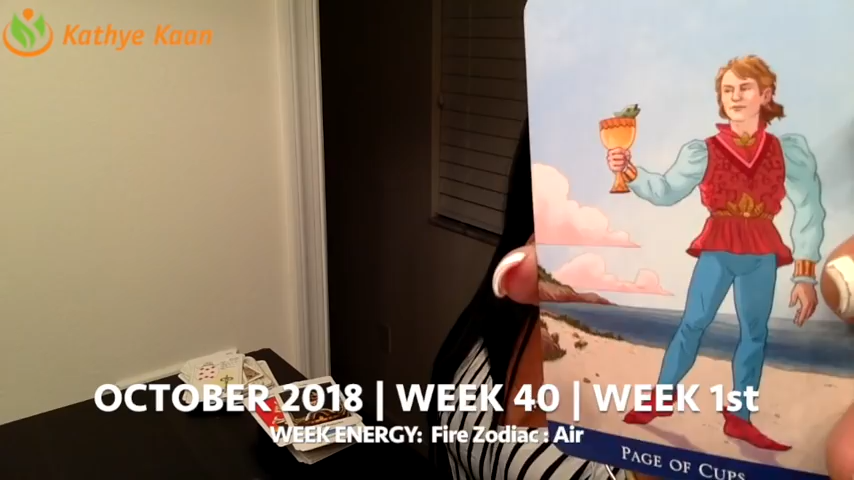 Kathye Kaan
OCTOBER 2018 | WEEK 40 | WEEK 1st
WEEK ENERGY: Fire Zodiac : Air
PAGE OF CUPS